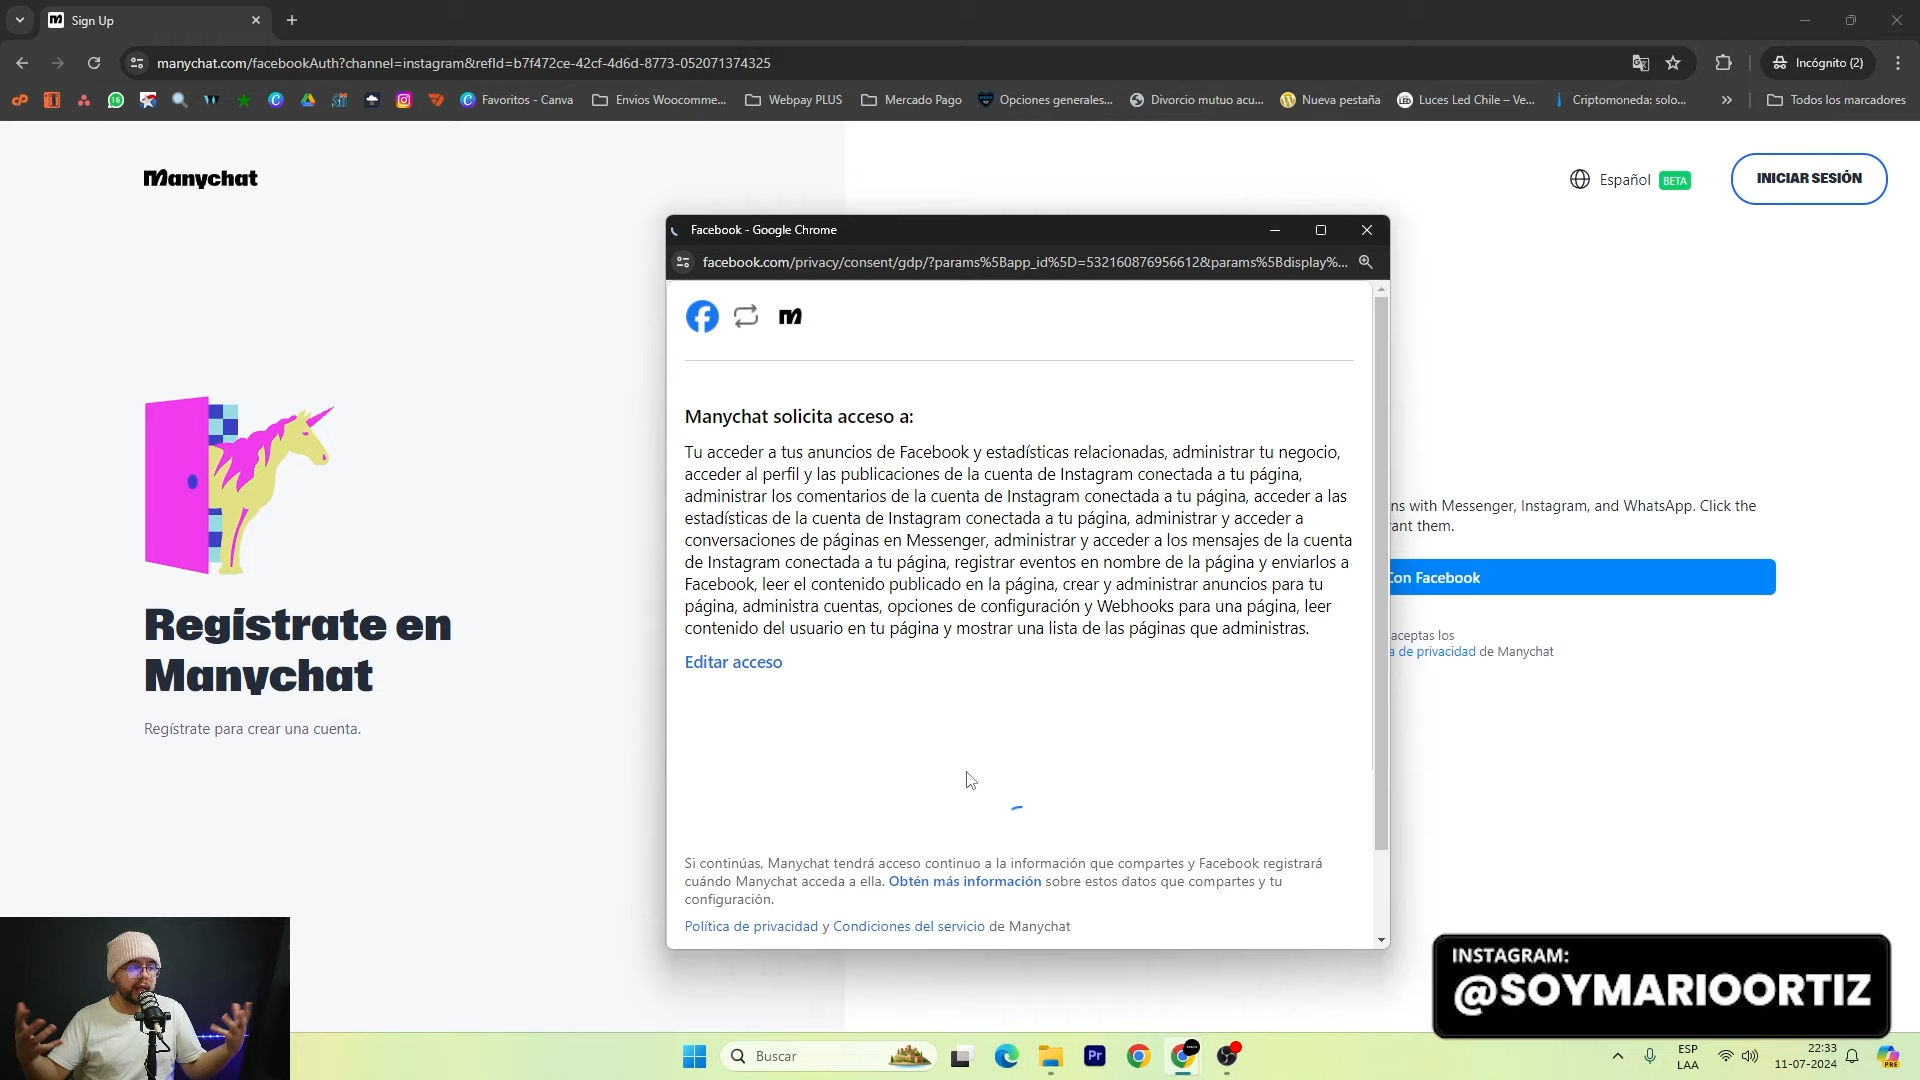 Sign Up
manychat.com/facebookAuth?channel=instagram&refId=b7f472ce-42cf-4d6d-8773-052071374325
Incógnito (2)
Favoritos - Canva
Envios Woocomme...
Webpay PLUS
Mercado Pago
Opciones generales...
Divorcio mutuo acu...
Nueva pestaña
Luces Led Chile – Ve...
Criptomoneda: solo...
Todos los marcadores
Manychat
Español BETA
INICIAR SESIÓN
Facebook - Google Chrome
facebook.com/privacy/consent/gdp/?params%5Bapp_id%5D=532160876956612&params%5Bdisplay%...
Manychat solicita acceso a:
Tu acceder a tus anuncios de Facebook y estadísticas relacionadas, administrar tu negocio,
acceder al perfil y las publicaciones de la cuenta de Instagram conectada a tu página,
administrar los comentarios de la cuenta de Instagram conectada a tu página, acceder a las
estadísticas de la cuenta de Instagram conectada a tu página, administrar y acceder a
conversaciones de páginas en Messenger, administrar y acceder a los mensajes de la cuenta
de Instagram conectada a tu página, registrar eventos en nombre de la página y enviarlos a
Facebook, leer el contenido publicado en la página, crear y administrar anuncios para tu
página, administra cuentas, opciones de configuración y Webhooks para una página, leer
contenido del usuario en tu página y mostrar una lista de las páginas que administras.
Editar acceso
Si continúas, Manychat tendrá acceso continuo a la información que compartes y Facebook registrará
cuándo Manychat acceda a ella. Obtén más información sobre estos datos que compartes y tu
configuración.
Política de privacidad y Condiciones del servicio de Manychat
ns with Messenger, Instagram, and WhatsApp. Click the
rant them.
Con Facebook
aceptas los
a de privacidad de Manychat
Regístrate en
Manychat
Regístrate para crear una cuenta.
INSTAGRAM:
@SOYMARIOORTIZ
Buscar
Pr
ESP
LAA
22:33
11-07-2024
PRE